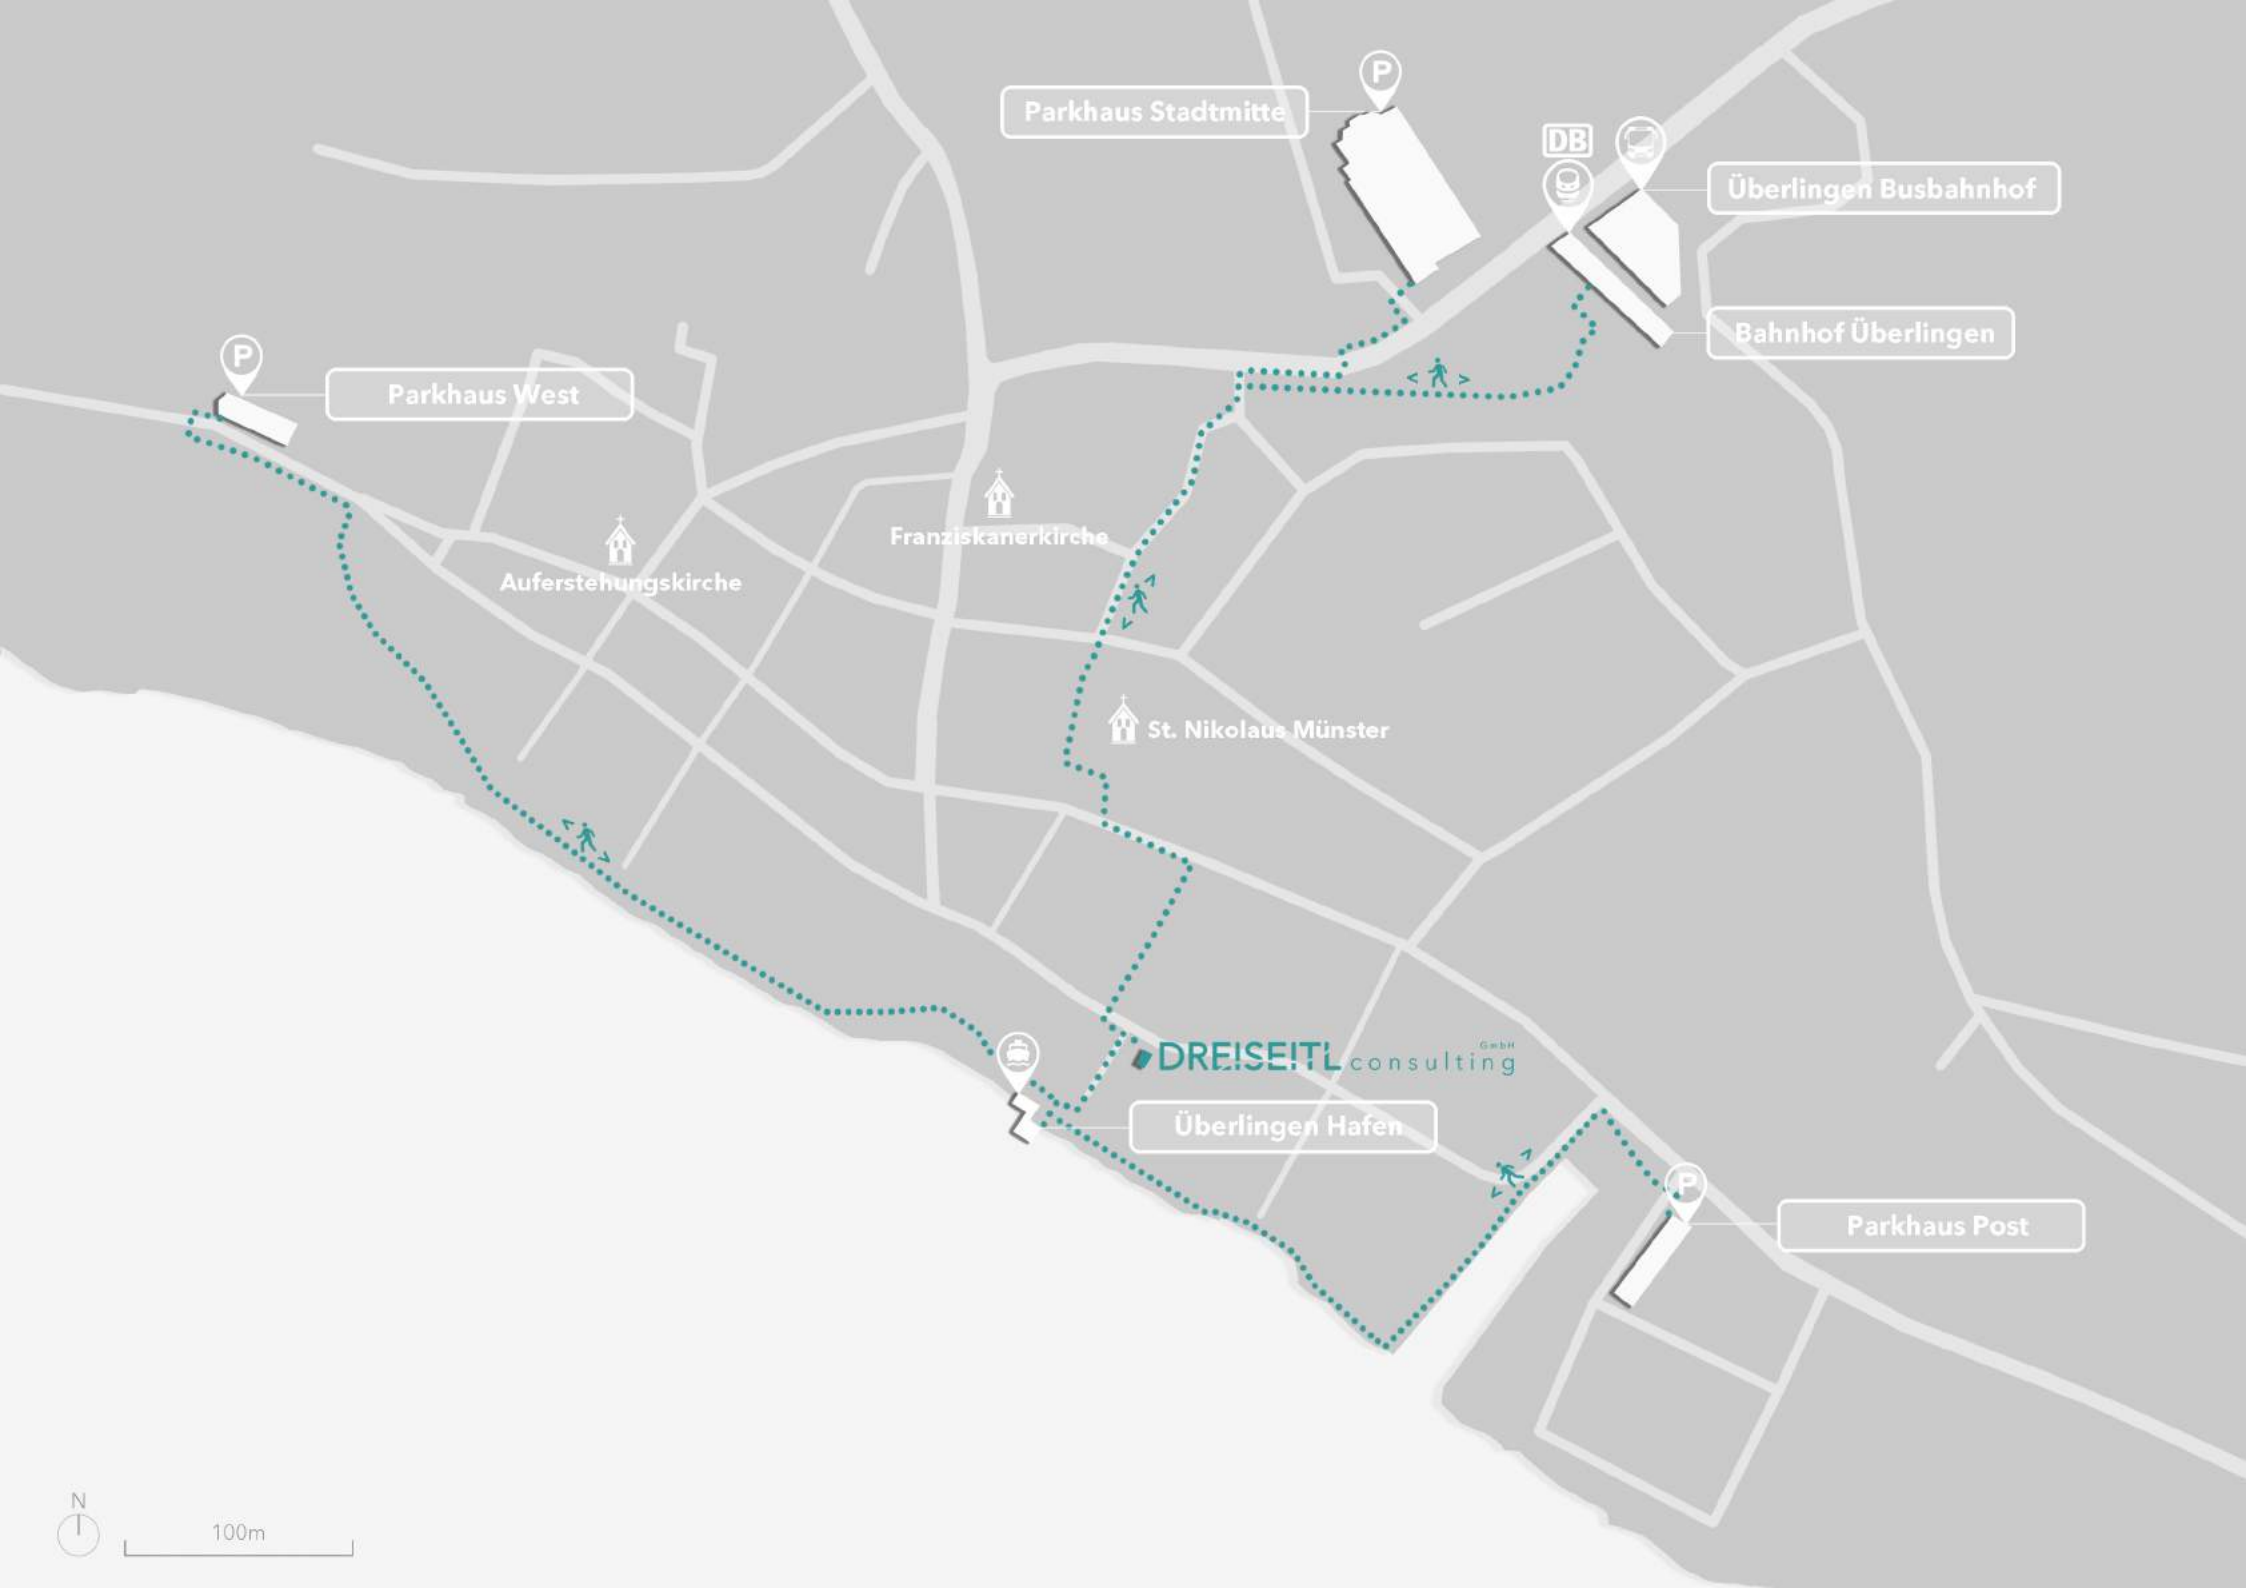 P
Parkhaus Stadtmitte
DB
Überlingen Busbahnhof
Bahnhof Überlingen
P
Parkhaus West
Franziskanerkirche
Auferstehungskirche
St. Nikolaus Münster
DREISEITL consulting GmbH
Überlingen Hafen
P
Parkhaus Post
N
100m